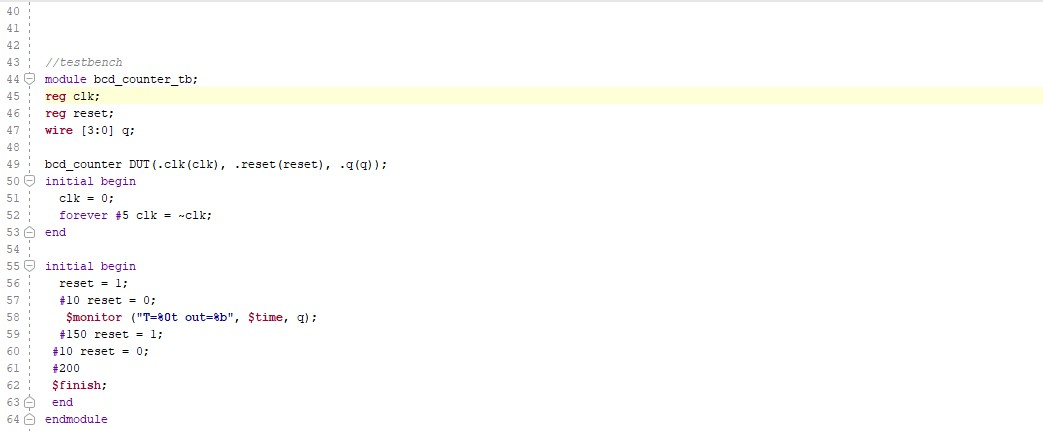 40
41
42
43 //testbench
44 module bcd_counter_tb;
45 reg clk;
46 reg reset;
47 wire [3:0] q;
48
49 bcd_counter DUT(.clk(clk), .reset(reset), .q(q));
50 initial begin
51 clk = 0;
52 forever #5 clk = ~clk;
53 end
54
55 initial begin
56 reset = 1;
57 #10 reset = 0;
58 $monitor ("T=%0t out=%b", $time, q);
59 #150 reset = 1;
60 #10 reset = 0;
61 #200
62 $finish;
63 end
64 endmodule